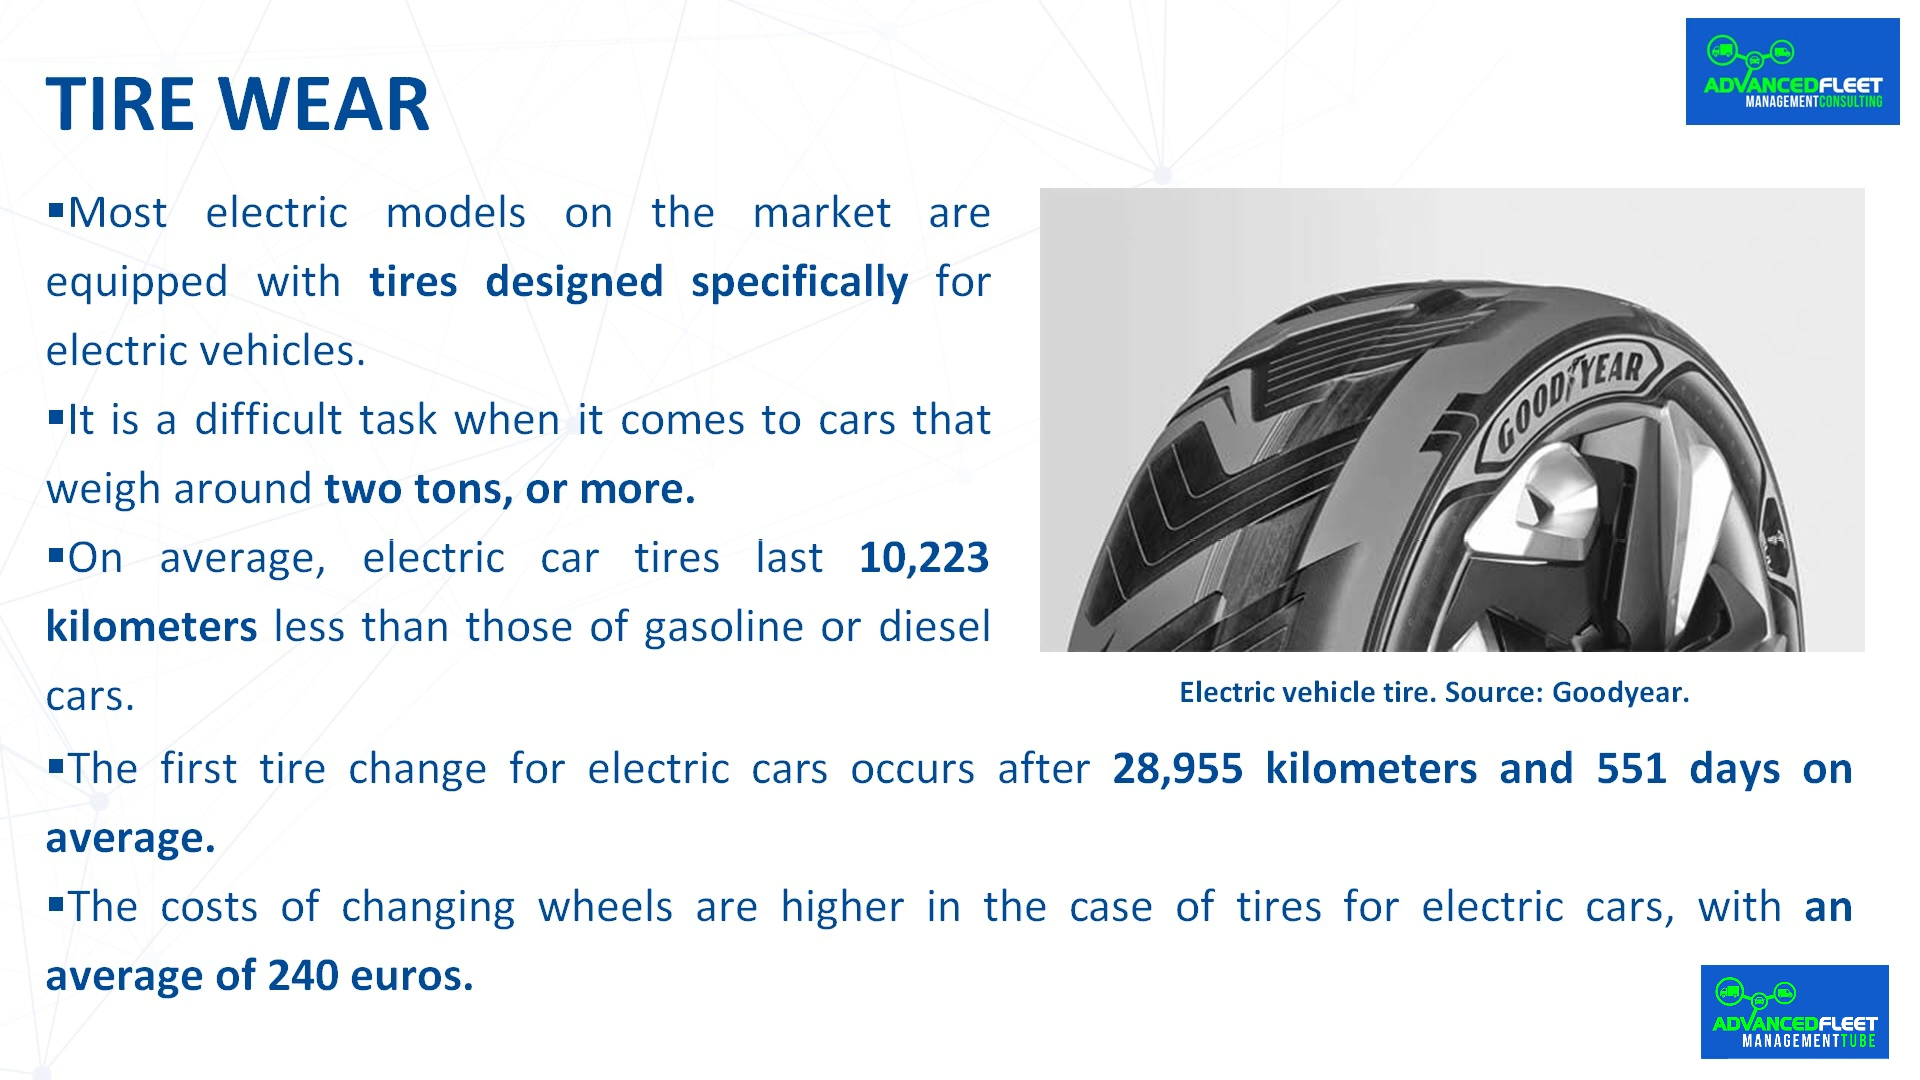 TIRE WEAR
ADVANCEDFLEET
MANAGEMENTCONSULTING
▪Most electric models on the market are
equipped with tires designed specifically for
electric vehicles.
▪It is a difficult task when it comes to cars that
weigh around two tons, or more.
▪On average, electric car tires last 10,223
kilometers less than those of gasoline or diesel
cars.
GOODYEAR
Electric vehicle tire. Source: Goodyear.
▪The first tire change for electric cars occurs after 28,955 kilometers and 551 days on
average.
▪The costs of changing wheels are higher in the case of tires for electric cars, with an
average of 240 euros.
ADVANCEDFLEET
MANAGEMENTTUBE